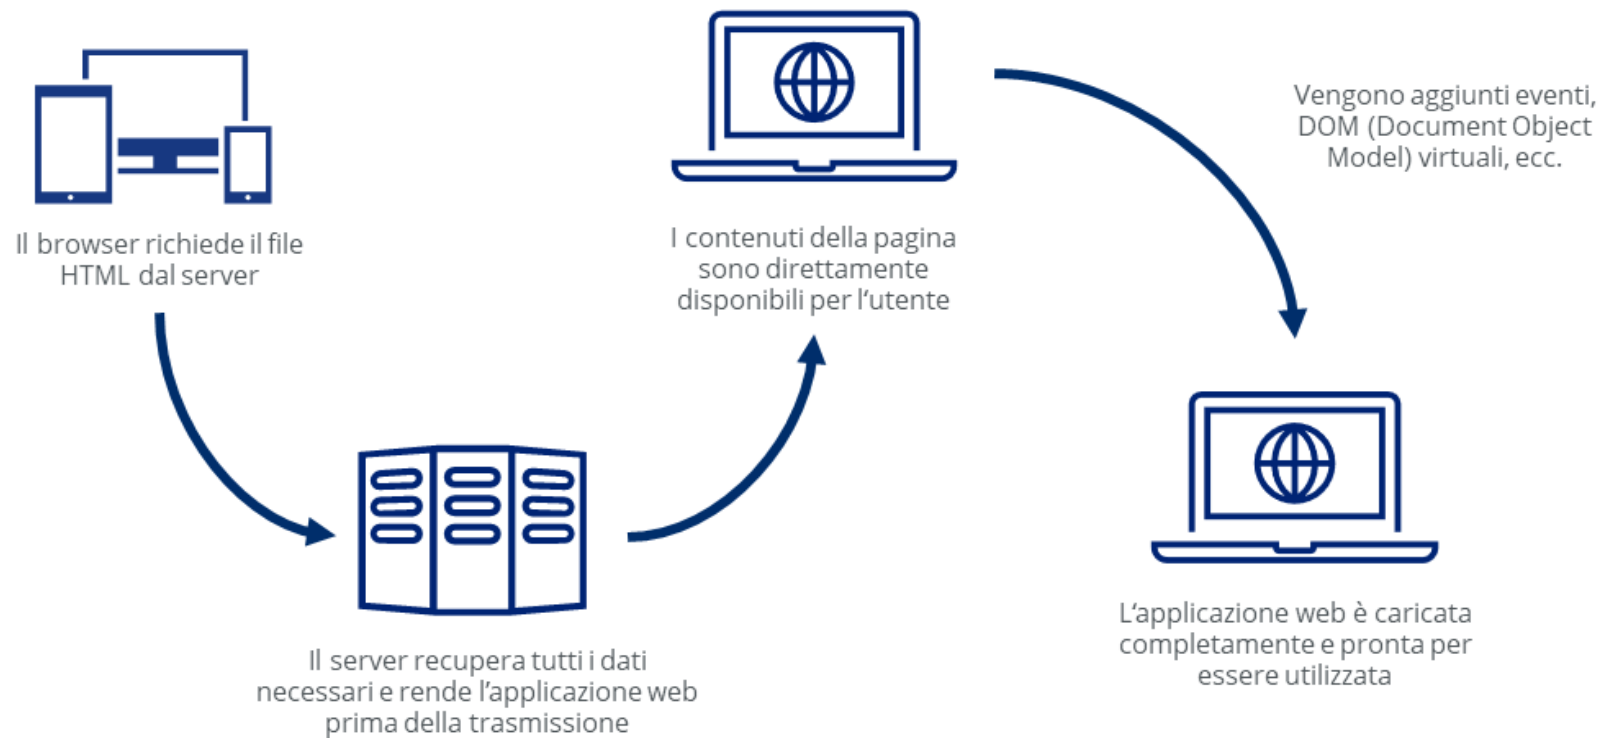 Il browser richiede il file
HTML dal server
Il server recupera tutti i dati
necessari e rende l'applicazione web
prima della trasmissione
I contenuti della pagina
sono direttamente
disponibili per l'utente
Vengono aggiunti eventi,
DOM (Document Object
Model) virtuali, ecc.
L'applicazione web è caricata
completamente e pronta per
essere utilizzata